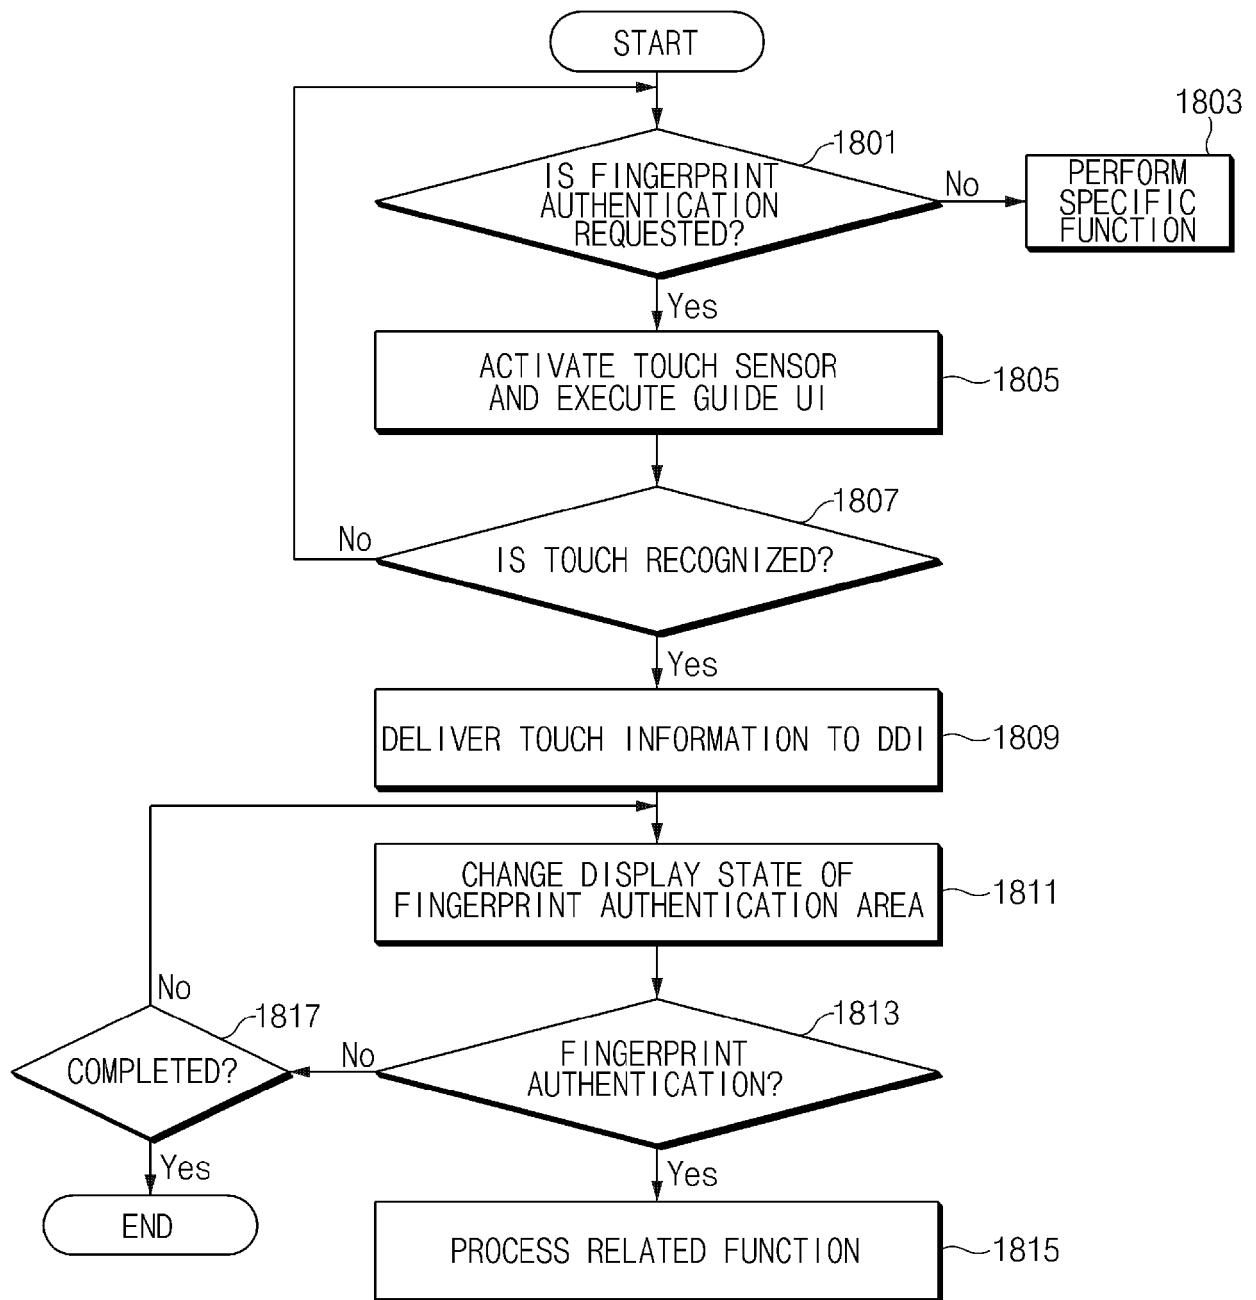 START
1801
1803
IS FINGERPRINT
AUTHENTICATION
REQUESTED?
No
PERFORM
SPECIFIC
FUNCTION
Yes
ACTIVATE TOUCH SENSOR
AND EXECUTE GUIDE UI
1805
1807
No
IS TOUCH RECOGNIZED?
Yes
DELIVER TOUCH INFORMATION TO DDI
1809
CHANGE DISPLAY STATE OF
FINGERPRINT AUTHENTICATION AREA
1811
No
1817
1813
COMPLETED?
No
FINGERPRINT
AUTHENTICATION?
Yes
Yes
END
PROCESS RELATED FUNCTION
1815